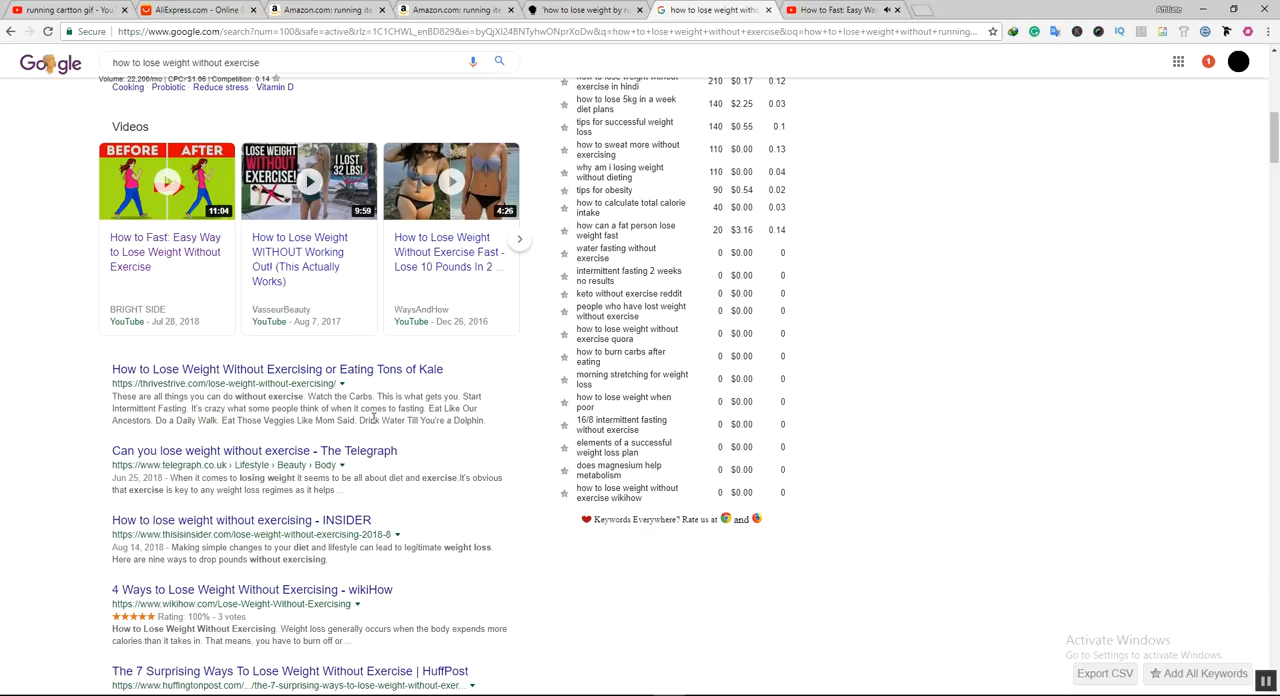 running cartton gif - You
AliExpress.com - Online S
Amazon.com: running ite
Amazon.com: running ite
"how to lose weight by n
how to lose weight with
How to Fast: Easy Way
Affiliate
Secure
https://www.google.com/search?num=100&safe=active&rlz=1C1CHWL_enBD829&ei=byQjXI24BNTyhwONprXoDw&q=how+to+lose+weight+without+exercise&oq=how+to+lose+weight+without+running...
Google
how to lose weight without exercise
1
Volume: 22,200/mo | CPC: $1.66 | Competition: 0.14
Cooking · Probiotic · Reduce stress · Vitamin D
Videos
BEFORE AFTER
11:04
LOSE WEIGHT WITHOUT EXERCISE! I LOST 32 LBS!
9:59
4:26
How to Fast: Easy Way
to Lose Weight Without
Exercise
BRIGHT SIDE
YouTube - Jul 28, 2018
How to Lose Weight
WITHOUT Working
Out! (This Actually
Works)
VasseurBeauty
YouTube - Aug 7, 2017
How to Lose Weight
Without Exercise Fast -
Lose 10 Pounds In 2 ...
WaysAndHow
YouTube - Dec 26, 2016
How to Lose Weight Without Exercising or Eating Tons of Kale
https://thrivestrive.com/lose-weight-without-exercising/
These are all things you can do without exercise. Watch the Carbs. This is what gets you. Start
Intermittent Fasting. It's crazy what some people think of when it comes to fasting. Eat Like Our
Ancestors. Do a Daily Walk. Eat Those Veggies Like Mom Said. Drink Water Till You're a Dolphin.
Can you lose weight without exercise - The Telegraph
https://www.telegraph.co.uk › Lifestyle › Beauty › Body
Jun 25, 2018 - When it comes to losing weight it seems to be all about diet and exercise.It's obvious
that exercise is key to any weight loss regimes as it helps ...
How to lose weight without exercising - INSIDER
https://www.thisisinsider.com/lose-weight-without-exercising-2018-8
Aug 14, 2018 - Making simple changes to your diet and lifestyle can lead to legitimate weight loss.
Here are nine ways to drop pounds without exercising.
4 Ways to Lose Weight Without Exercising - wikiHow
https://www.wikihow.com/Lose-Weight-Without-Exercising
Rating: 100% - 3 votes
How to Lose Weight Without Exercising. Weight loss generally occurs when the body expends more
calories than it takes in. That means, you have to burn off or ...
The 7 Surprising Ways To Lose Weight Without Exercise | HuffPost
https://www.huffingtonpost.com/.../the-7-surprising-ways-to-lose-weight-without-exer...
how to lose weight without 210 $0.17 0.12
exercise in hindi
how to lose 5kg in a week 140 $2.25 0.03
diet plans
tips for successful weight 140 $0.55 0.1
loss
how to sweat more without 110 $0.00 0.13
exercising
why am i losing weight 110 $0.00 0.04
without dieting
tips for obesity 90 $0.54 0.02
how to calculate total calorie 40 $0.00 0.03
intake
how can a fat person lose 20 $3.16 0.14
weight fast
water fasting without 0 $0.00 0
exercise
intermittent fasting 2 weeks 0 $0.00 0
no results
keto without exercise reddit 0 $0.00 0
people who have lost weight 0 $0.00 0
without exercise
how to lose weight without 0 $0.00 0
exercise quora
how to burn carbs after 0 $0.00 0
eating
morning stretching for weight 0 $0.00 0
loss
how to lose weight when 0 $0.00 0
poor
16/8 intermittent fasting 0 $0.00 0
without exercise
elements of a successful 0 $0.00 0
weight loss plan
does magnesium help 0 $0.00 0
metabolism
how to lose weight without 0 $0.00 0
exercise wikihow
Keywords Everywhere? Rate us at and
Activate Windows
Go to Settings to activate Windows.
Export CSV
Add All Keywords